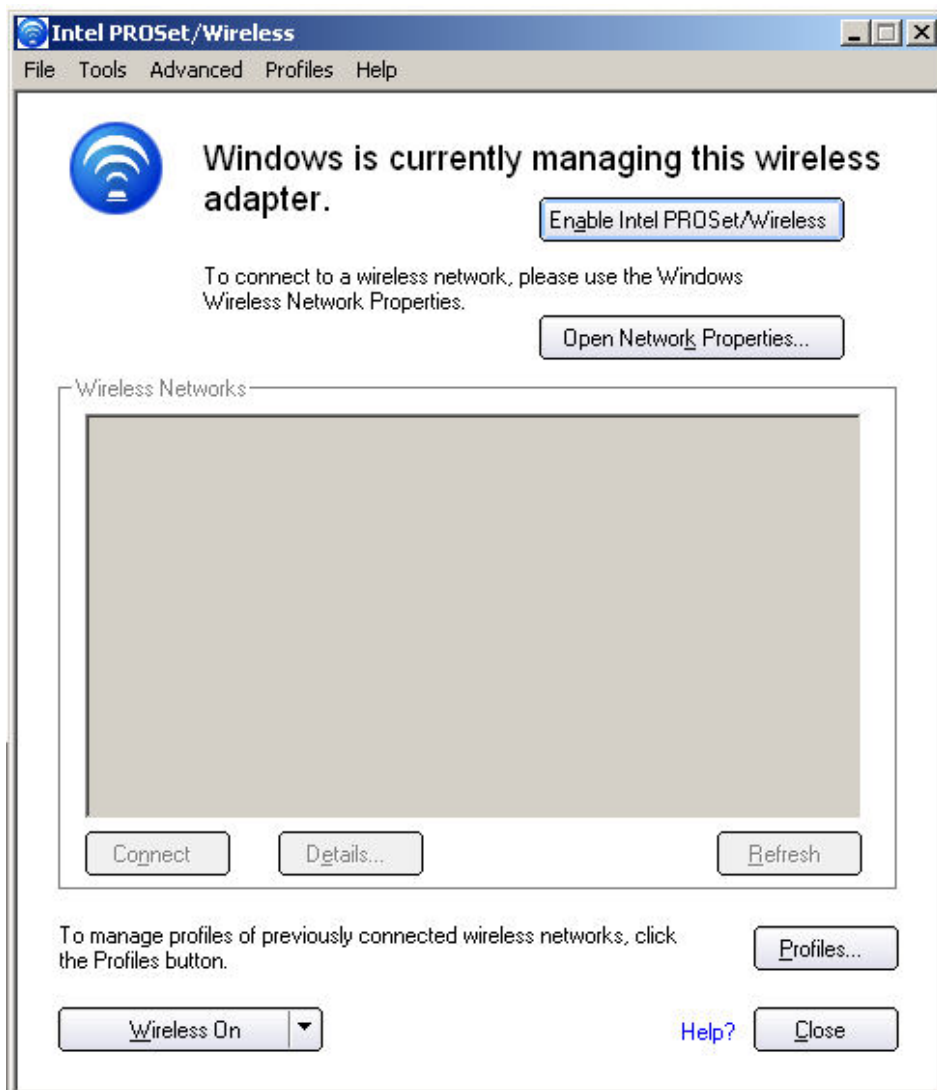 Intel PROSet/Wireless
File Tools Advanced Profiles Help
Windows is currently managing this wireless
adapter.
Enable Intel PROSet/Wireless
To connect to a wireless network, please use the Windows
Wireless Network Properties.
Open Network Properties...
Wireless Networks
Connect Details... Refresh
To manage profiles of previously connected wireless networks, click
the Profiles button.
Profiles...
Wireless On Help? Close